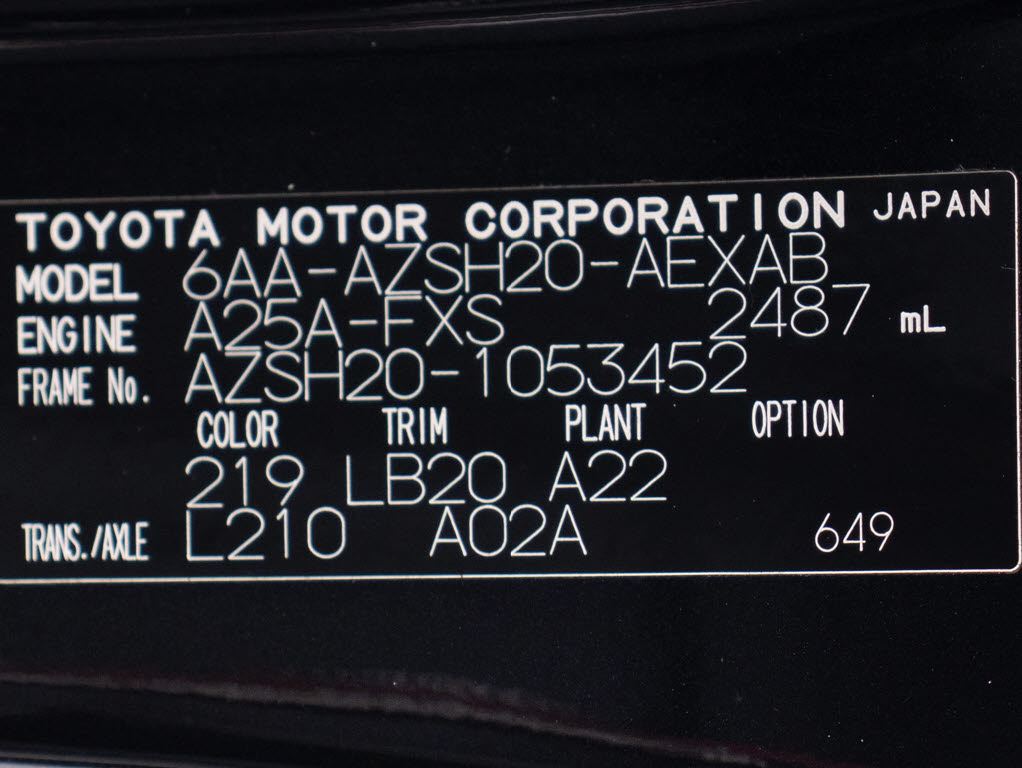 TOYOTA MOTOR CORPORATION JAPAN
MODEL 6AA-AZSH20-AEXAB
ENGINE A25A-FXS 2487 mL
FRAME No. AZSH20-1053452
COLOR TRIM PLANT OPTION
219 LB20 A22
TRANS./AXLE L210 A02A 649